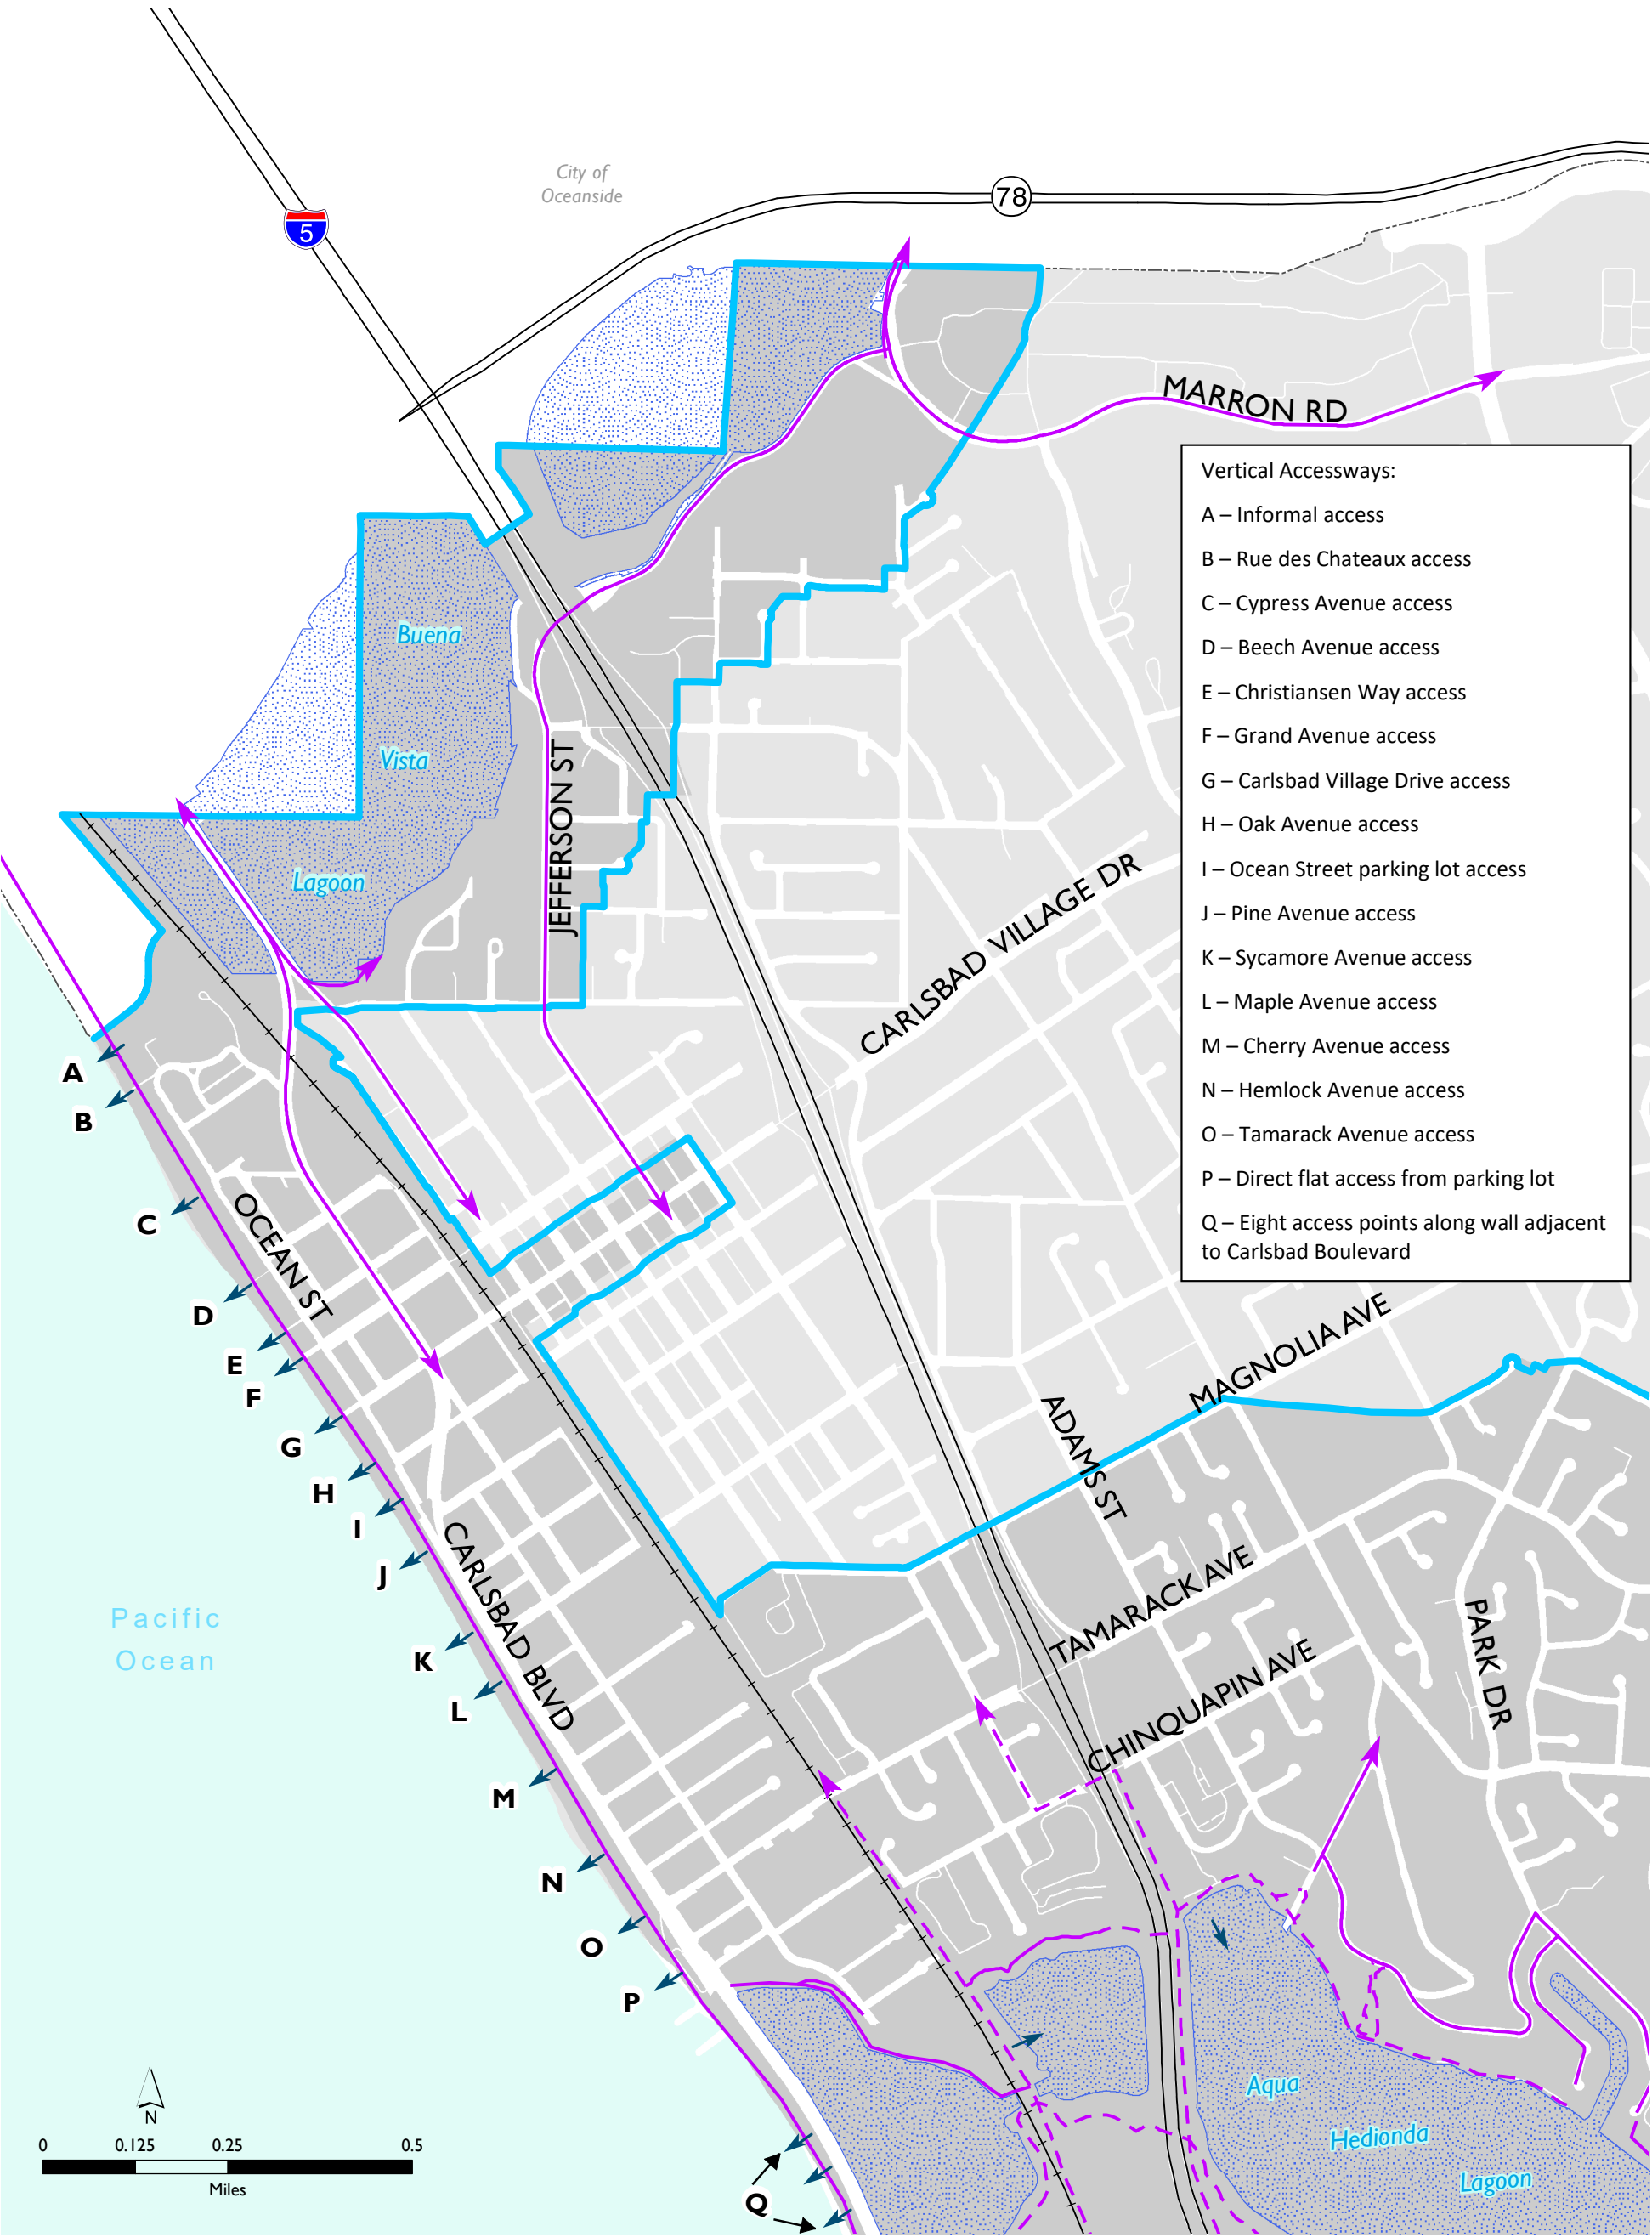 City of
Oceanside
78
5
MARRON RD
Vertical Accessways:
A – Informal access
B – Rue des Chateaux access
C – Cypress Avenue access
D – Beech Avenue access
E – Christiansen Way access
F – Grand Avenue access
G – Carlsbad Village Drive access
H – Oak Avenue access
I – Ocean Street parking lot access
J – Pine Avenue access
K – Sycamore Avenue access
L – Maple Avenue access
M – Cherry Avenue access
N – Hemlock Avenue access
O – Tamarack Avenue access
P – Direct flat access from parking lot
Q – Eight access points along wall adjacent
to Carlsbad Boulevard
Buena
Vista
Lagoon
JEFFERSON ST
CARLSBAD VILLAGE DR
A
B
C
OCEAN ST
D
E
F
G
H
I
J
MAGNOLIA AVE
ADAMS ST
CARLSBAD BLVD
TAMARACK AVE
PARK DR
CHINQUAPIN AVE
Pacific
Ocean
K
L
M
N
O
P
Q
Aqua
Hedionda
Lagoon
N
0 0.125 0.25 0.5
Miles